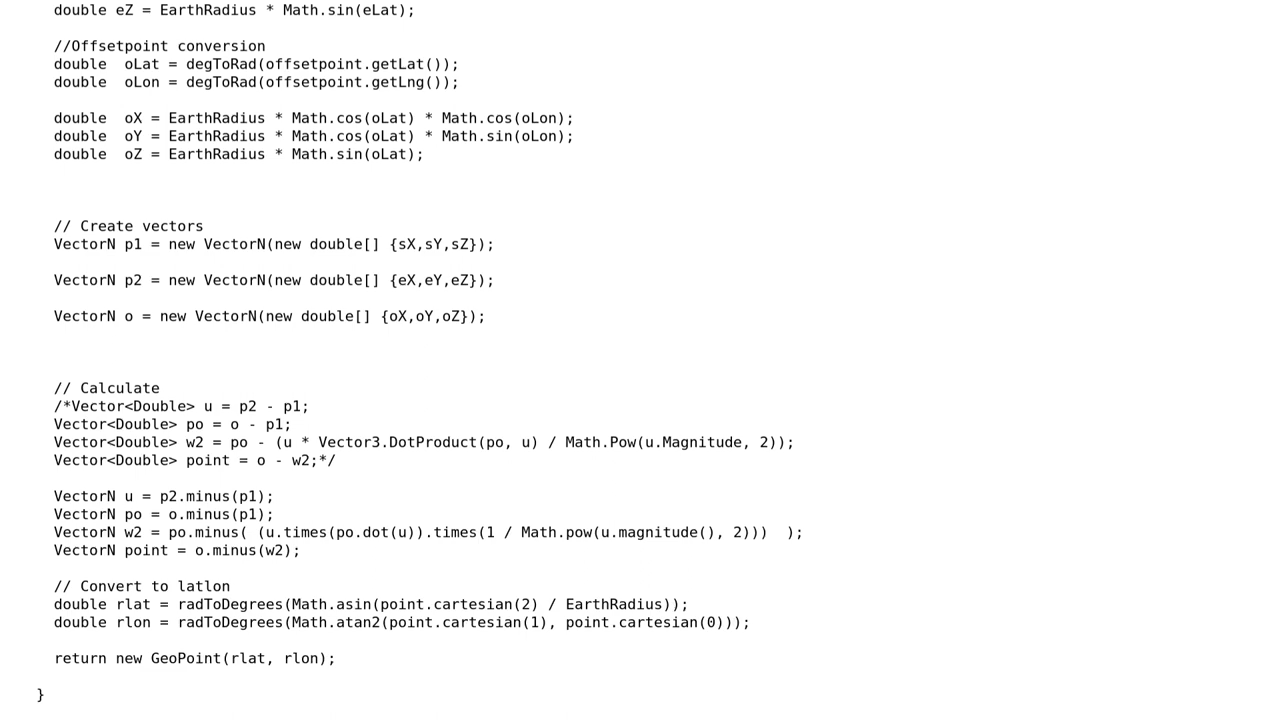 double eZ = EarthRadius * Math.sin(eLat);
//Offsetpoint conversion
double  oLat = degToRad(offsetpoint.getLat());
double  oLon = degToRad(offsetpoint.getLng());
double  oX = EarthRadius * Math.cos(oLat) * Math.cos(oLon);
double  oY = EarthRadius * Math.cos(oLat) * Math.sin(oLon);
double  oZ = EarthRadius * Math.sin(oLat);
// Create vectors
VectorN p1 = new VectorN(new double[] {sX,sY,sZ});
VectorN p2 = new VectorN(new double[] {eX,eY,eZ});
VectorN o = new VectorN(new double[] {oX,oY,oZ});
// Calculate
/*Vector<Double> u = p2 - p1;
Vector<Double> po = o - p1;
Vector<Double> w2 = po - (u * Vector3.DotProduct(po, u) / Math.Pow(u.Magnitude, 2));
Vector<Double> point = o - w2;*/
VectorN u = p2.minus(p1);
VectorN po = o.minus(p1);
VectorN w2 = po.minus( (u.times(po.dot(u)).times(1 / Math.pow(u.magnitude(), 2)))  );
VectorN point = o.minus(w2);
// Convert to latlon
double rlat = radToDegrees(Math.asin(point.cartesian(2) / EarthRadius));
double rlon = radToDegrees(Math.atan2(point.cartesian(1), point.cartesian(0)));
return new GeoPoint(rlat, rlon);
}